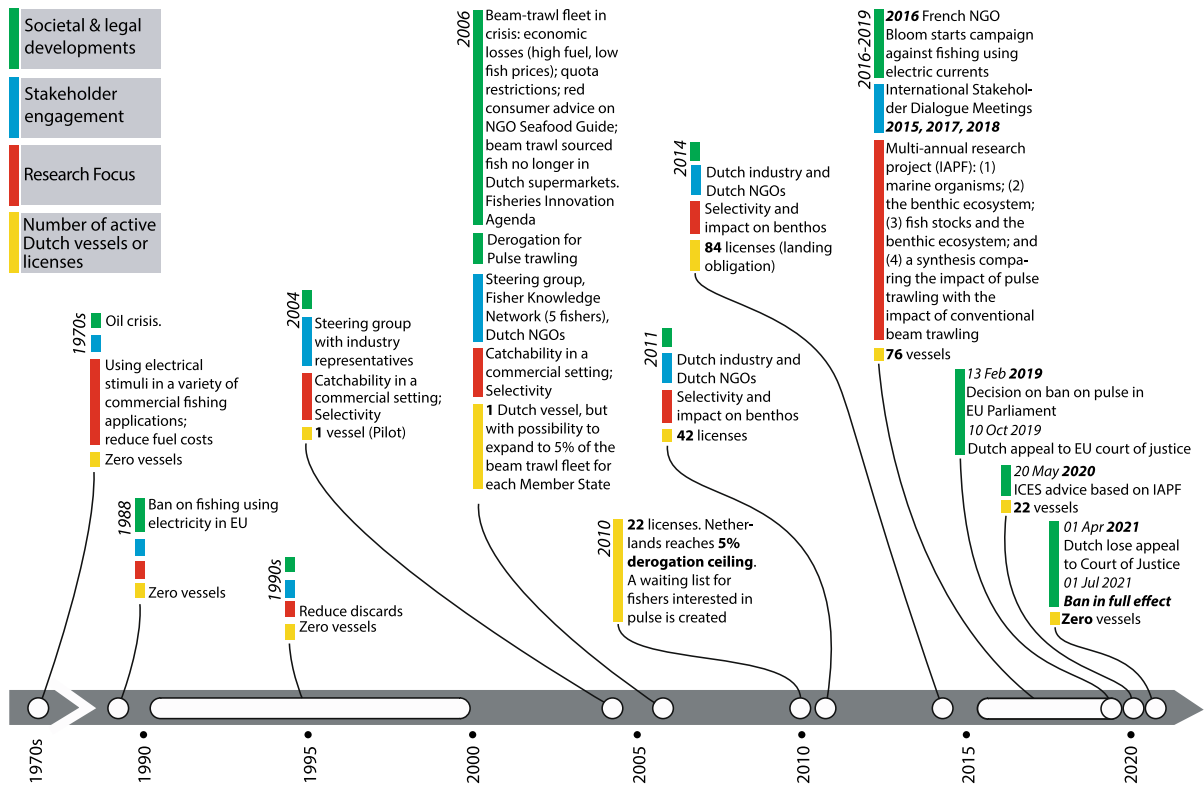 Societal & legal
developments
Stakeholder
engagement
Research Focus
Number of active
Dutch vessels or
licenses
1970s
Oil crisis.
Using electrical
stimuli in a variety of
commercial fishing
applications;
reduce fuel costs
Zero vessels
1988
Ban on fishing using
electricity in EU
Zero vessels
1990s
Reduce discards
Zero vessels
2004
Steering group
with industry
representatives
Catchability in a
commercial setting;
Selectivity
1 vessel (Pilot)
2006
Beam-trawl fleet in
crisis: economic
losses (high fuel, low
fish prices); quota
restrictions; red
consumer advice on
NGO Seafood Guide;
beam trawl sourced
fish no longer in
Dutch supermarkets.
Fisheries Innovation
Agenda
Derogation for
Pulse trawling
Steering group,
Fisher Knowledge
Network (5 fishers),
Dutch NGOs
Catchability in a
commercial setting;
Selectivity
1 Dutch vessel, but
with possibility to
expand to 5% of the
beam trawl fleet for
each Member State
2010
22 licenses. Nether-
lands reaches 5%
derogation ceiling.
A waiting list for
fishers interested in
pulse is created
2011
Dutch industry and
Dutch NGOs
Selectivity and
impact on benthos
42 licenses
2014
Dutch industry and
Dutch NGOs
Selectivity and
impact on benthos
84 licenses (landing
obligation)
2016-2019
2016 French NGO
Bloom starts campaign
against fishing using
electric currents
International Stakehol-
der Dialogue Meetings
2015, 2017, 2018
Multi-annual research
project (IAPF): (1)
marine organisms; (2)
the benthic ecosystem;
(3) fish stocks and the
benthic ecosystem; and
(4) a synthesis compa-
ring the impact of pulse
trawling with the
impact of conventional
beam trawling
76 vessels
13 Feb 2019
Decision on ban on pulse in
EU Parliament
10 Oct 2019
Dutch appeal to EU court of justice
20 May 2020
ICES advice based on IAPF
22 vessels
01 Apr 2021
Dutch lose appeal
to Court of Justice
01 Jul 2021
Ban in full effect
Zero vessels
1970s
1990
1995
2000
2005
2010
2015
2020